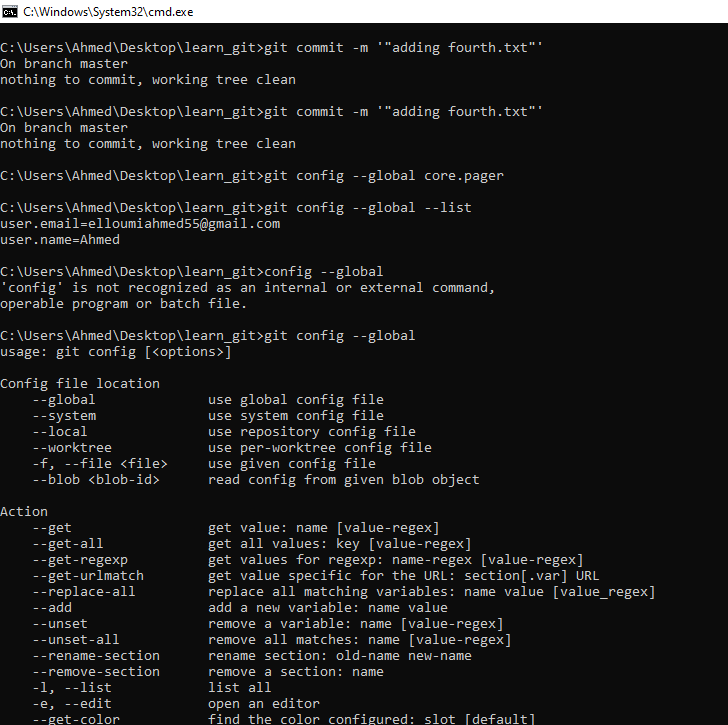 C:\Windows\System32\cmd.exe
C:\Users\Ahmed\Desktop\learn_git>git commit -m '"adding fourth.txt"'
On branch master
nothing to commit, working tree clean
C:\Users\Ahmed\Desktop\learn_git>git commit -m '"adding fourth.txt"'
On branch master
nothing to commit, working tree clean
C:\Users\Ahmed\Desktop\learn_git>git config --global core.pager
C:\Users\Ahmed\Desktop\learn_git>git config --global --list
user.email=elloumiahmed55@gmail.com
user.name=Ahmed
C:\Users\Ahmed\Desktop\learn_git>config --global
'config' is not recognized as an internal or external command,
operable program or batch file.
C:\Users\Ahmed\Desktop\learn_git>git config --global
usage: git config [<options>]
Config file location
--global use global config file
--system use system config file
--local use repository config file
--worktree use per-worktree config file
-f, --file <file> use given config file
--blob <blob-id> read config from given blob object
Action
--get get value: name [value-regex]
--get-all get all values: key [value-regex]
--get-regexp get values for regexp: name-regex [value-regex]
--get-urlmatch get value specific for the URL: section[.var] URL
--replace-all replace all matching variables: name value [value_regex]
--add add a new variable: name value
--unset remove a variable: name [value-regex]
--unset-all remove all matches: name [value-regex]
--rename-section rename section: old-name new-name
--remove-section remove a section: name
-l, --list list all
-e, --edit open an editor
--get-color find the color configured: slot [default]